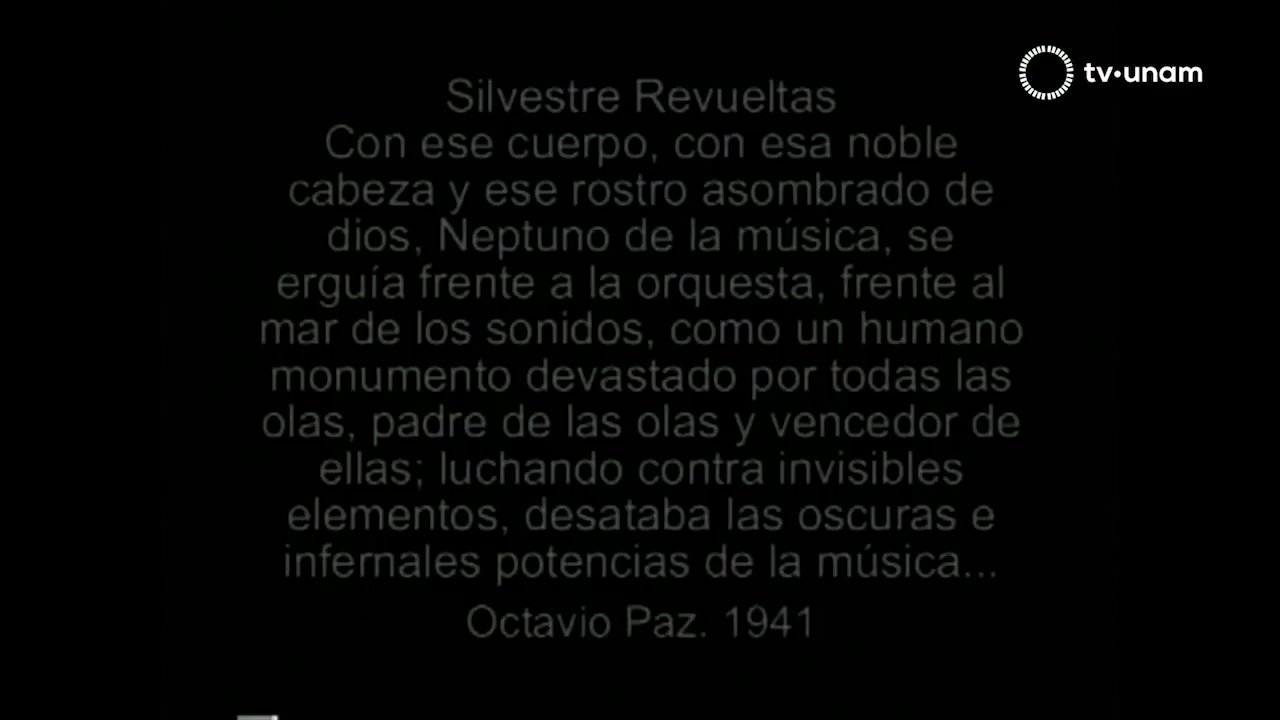 tv·unam
Silvestre Revueltas
Con ese cuerpo, con esa noble
cabeza y ese rostro asombrado de
dios, Neptuno de la música, se
erguía frente a la orquesta, frente al
mar de los sonidos, como un humano
monumento devastado por todas las
olas, padre de las olas y vencedor de
ellas; luchando contra invisibles
elementos, desataba las oscuras e
infernales potencias de la música...
Octavio Paz. 1941